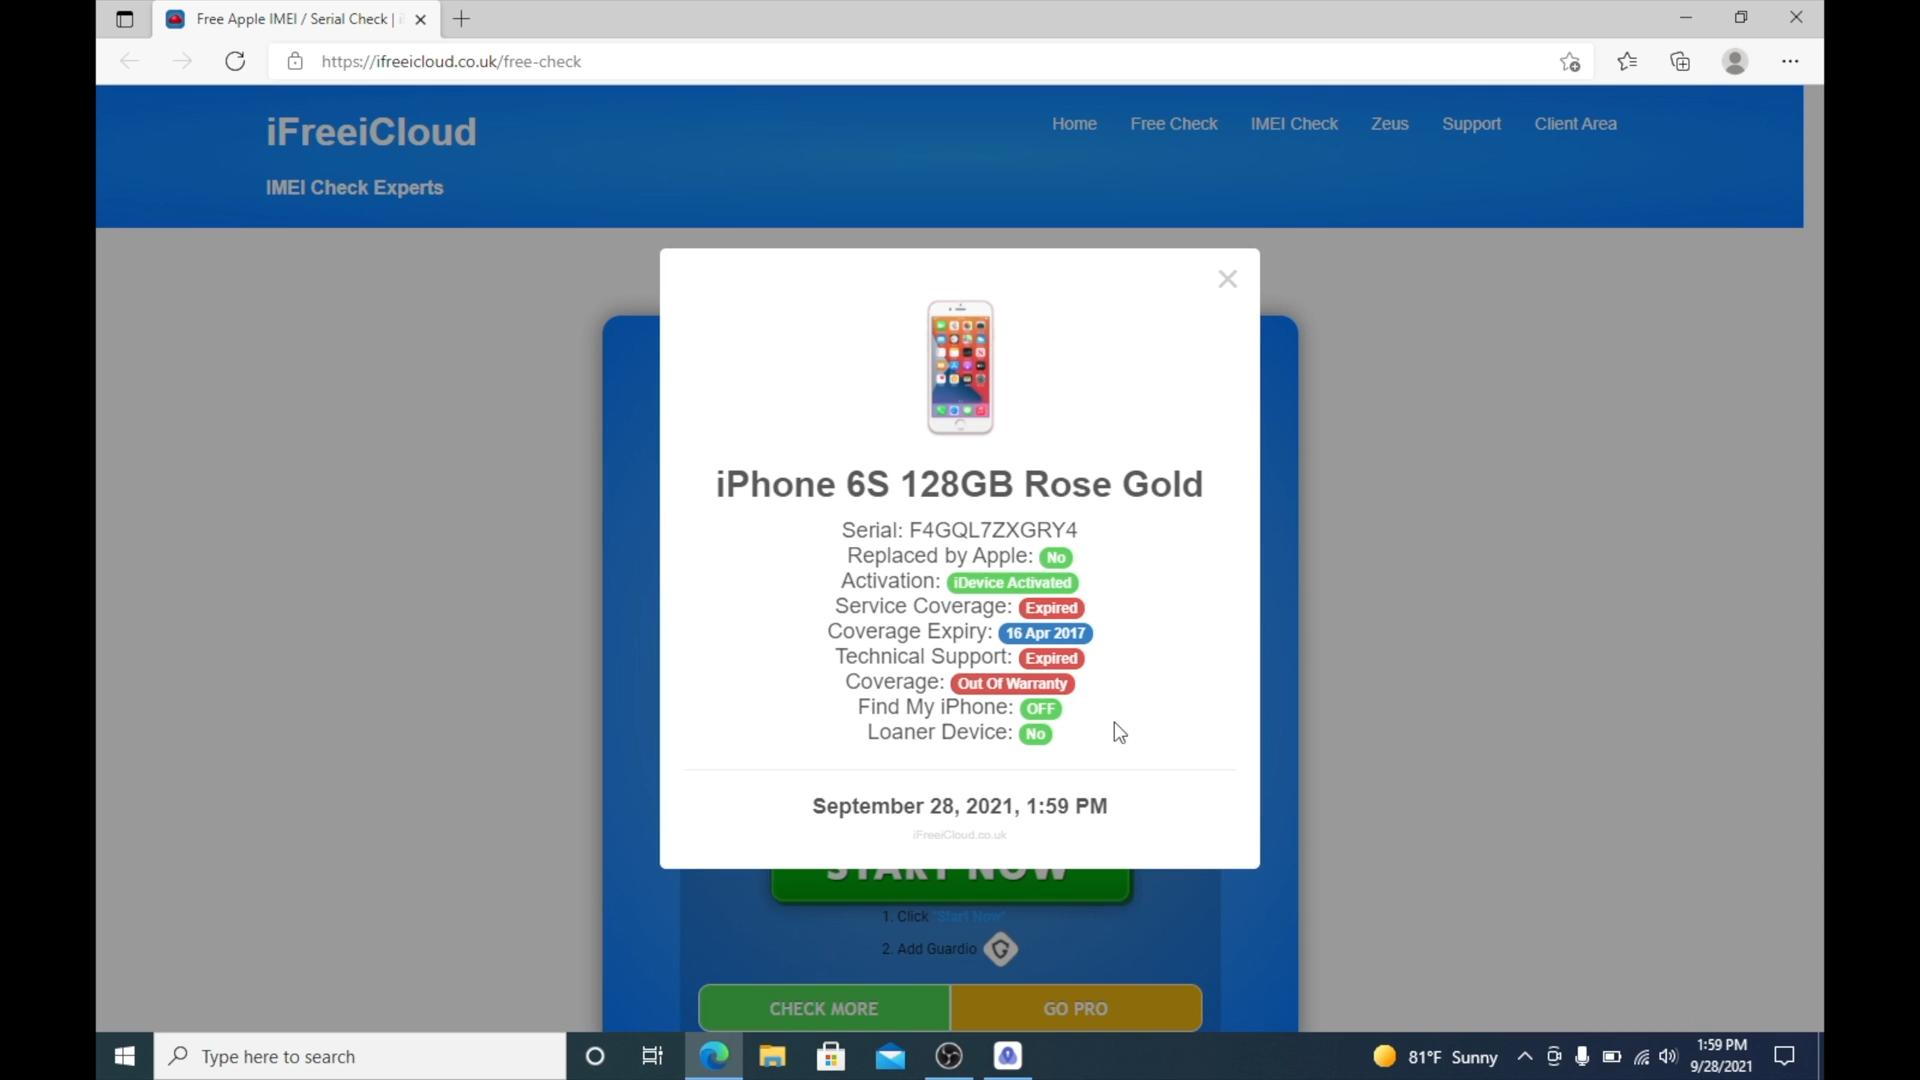 Free Apple IMEI / Serial Check |
https://ifreeicloud.co.uk/free-check
iFreeiCloud
IMEI Check Experts
Home Free Check IMEI Check Zeus Support Client Area
iPhone 6S 128GB Rose Gold
Serial: F4GQL7ZXGRY4
Replaced by Apple: No
Activation: iDevice Activated
Service Coverage: Expired
Coverage Expiry: 16 Apr 2017
Technical Support: Expired
Coverage: Out Of Warranty
Find My iPhone: OFF
Loaner Device: No
September 28, 2021, 1:59 PM
iFreeiCloud.co.uk
START NOW
1. Click "Start Now"
2. Add Guardio
CHECK MORE GO PRO
Type here to search
81°F Sunny
1:59 PM
9/28/2021